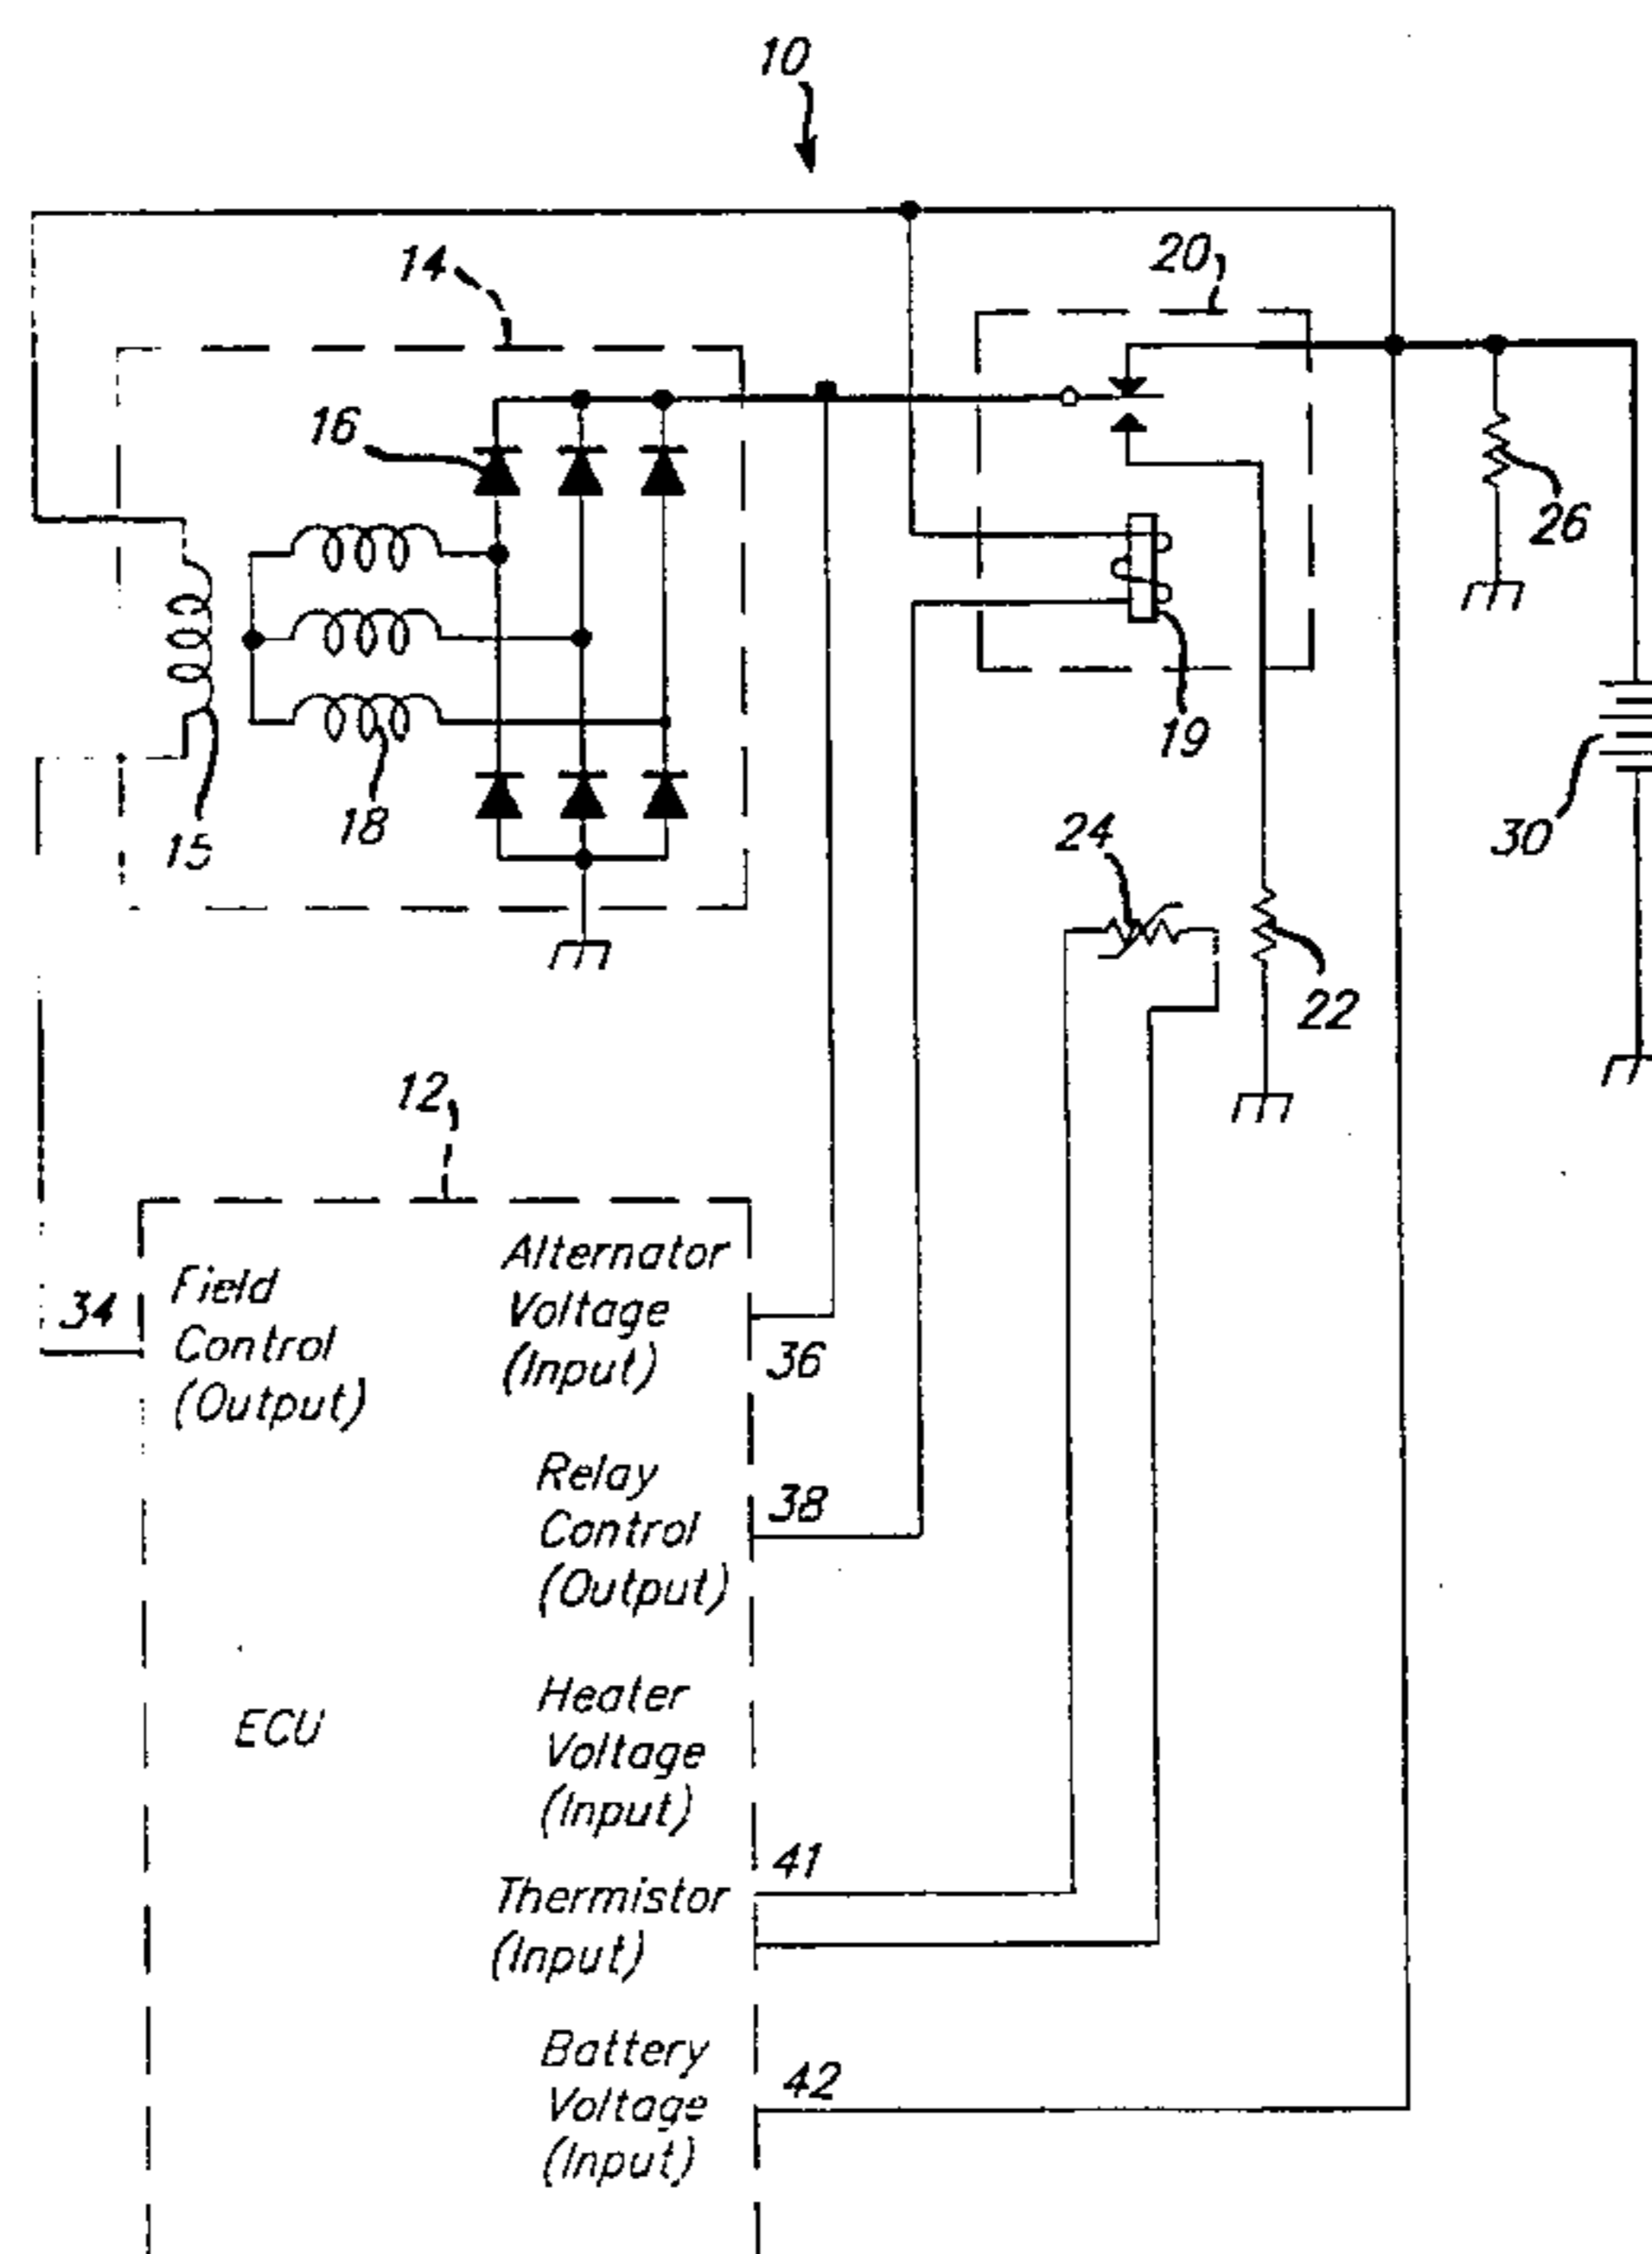 10
14
20
16
26
19
15
18
24
30
22
12
34
Field
Control
(Output)
Alternator
Voltage
(Input)
36
Relay
Control
(Output)
38
ECU
Heater
Voltage
(Input)
41
Thermistor
(Input)
Battery
Voltage
(Input)
42